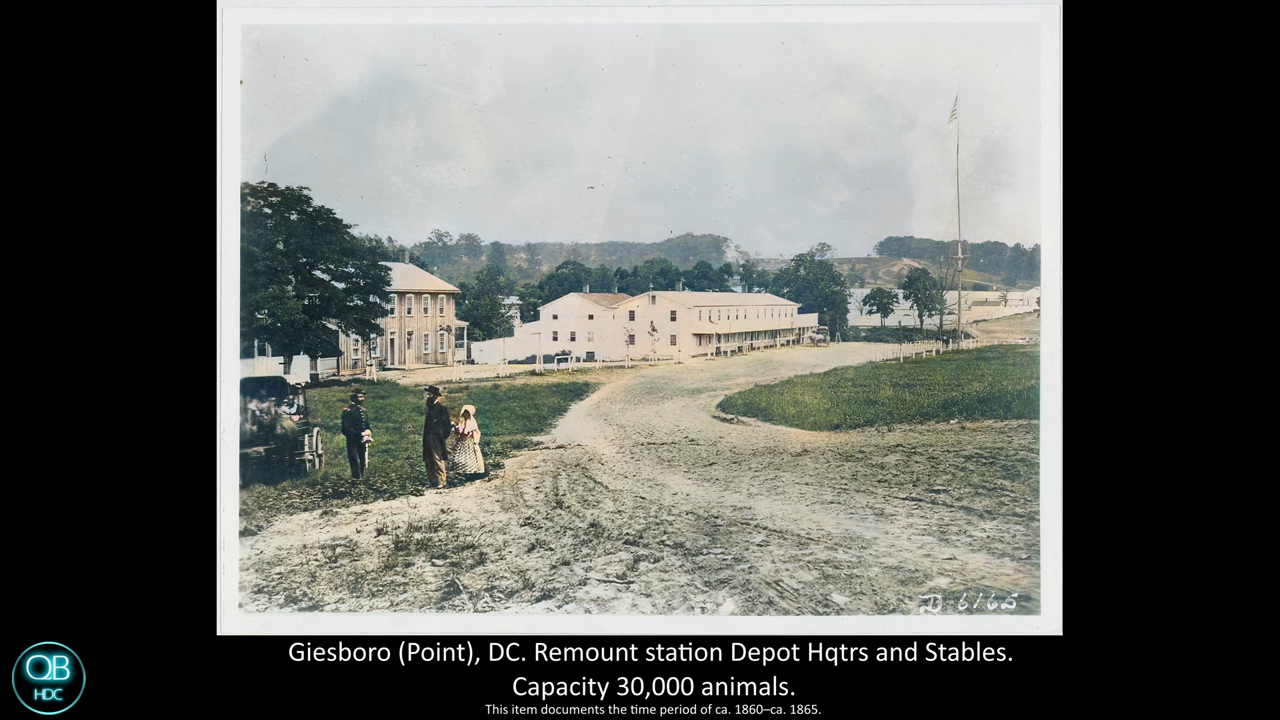 D 6165
Giesboro (Point), DC. Remount station Depot Hqtrs and Stables.
Capacity 30,000 animals.
This item documents the time period of ca. 1860–ca. 1865.
QB
HDC